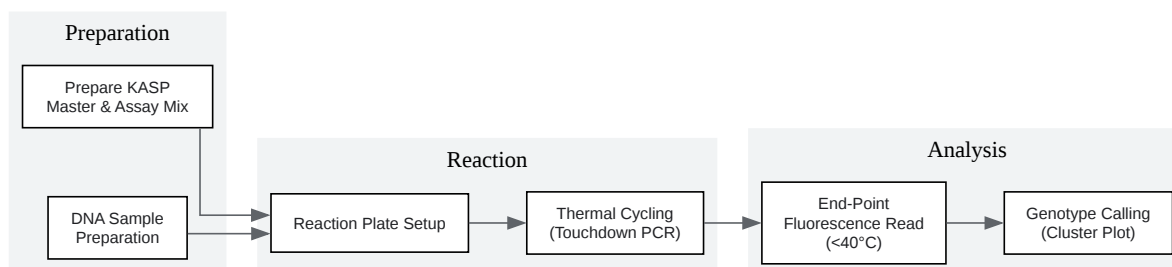 Preparation
Prepare KASP
Master & Assay Mix
DNA Sample
Preparation
Reaction
Reaction Plate Setup
Thermal Cycling
(Touchdown PCR)
Analysis
End-Point
Fluorescence Read
(<40°C)
Genotype Calling
(Cluster Plot)